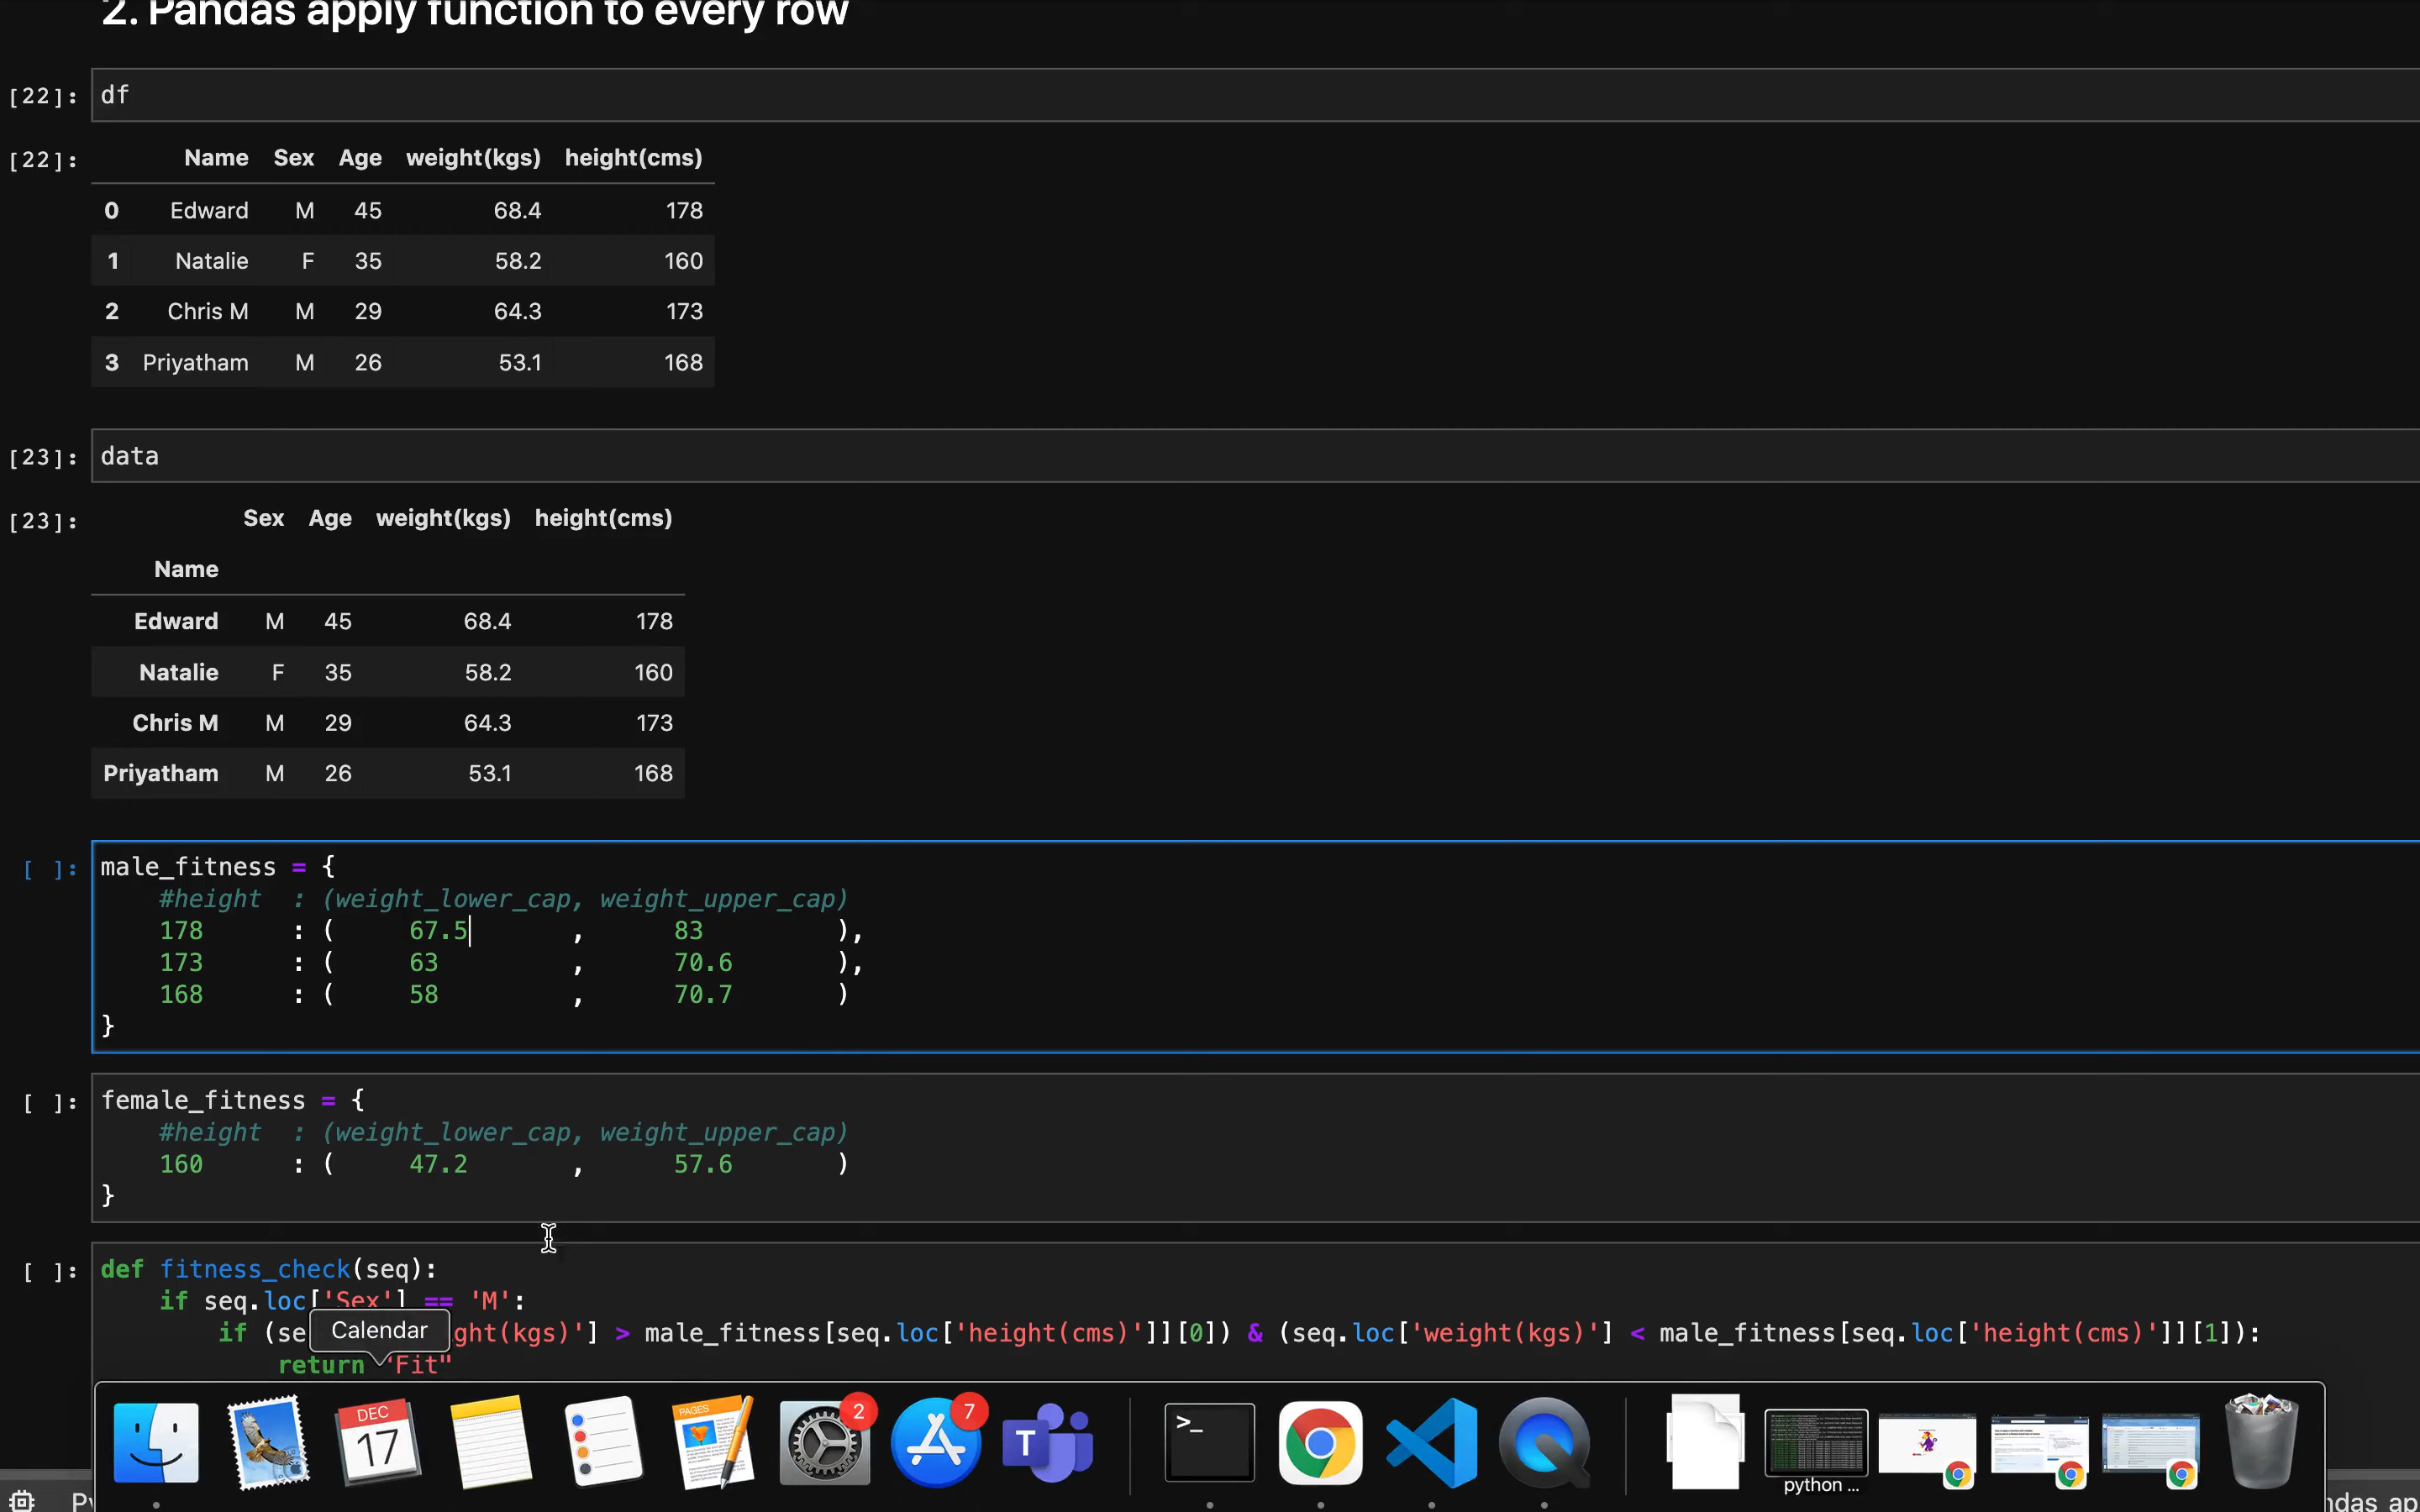 2. Pandas apply function to every row
[22]: df
[22]: Name Sex Age weight(kgs) height(cms)
0 Edward M 45 68.4 178
1 Natalie F 35 58.2 160
2 Chris M M 29 64.3 173
3 Priyatham M 26 53.1 168
[23]: data
[23]: Sex Age weight(kgs) height(cms)
Name
Edward M 45 68.4 178
Natalie F 35 58.2 160
Chris M M 29 64.3 173
Priyatham M 26 53.1 168
[ ]: male_fitness = {
#height : (weight_lower_cap, weight_upper_cap)
178 : ( 67.5 , 83 ),
173 : ( 63 , 70.6 ),
168 : ( 58 , 70.7 )
}
[ ]: female_fitness = {
#height : (weight_lower_cap, weight_upper_cap)
160 : ( 47.2 , 57.6 )
}
[ ]: def fitness_check(seq):
if seq.loc['Sex'] == 'M':
if (se Calendar ght(kgs)'] > male_fitness[seq.loc['height(cms)']][0]) & (seq.loc['weight(kgs)'] < male_fitness[seq.loc['height(cms)']][1]):
return "Fit"
DEC
17
PAGES
2
7
T
>_
python ...
Py
ndas ap